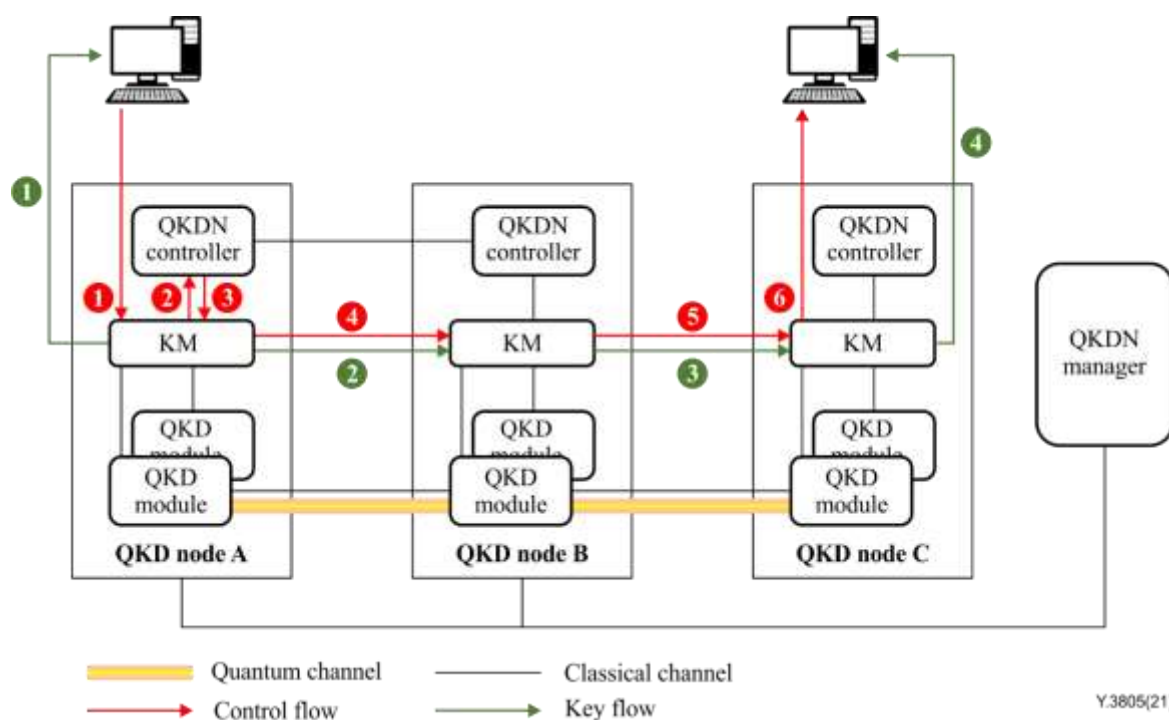 1
4
QKDN
controller
QKDN
controller
QKDN
controller
1
2
3
4
5
6
KM
KM
KM
2
3
QKDN
manager
QKD
module
QKD
module
QKD
module
QKD
module
QKD
module
QKD
module
QKD node A
QKD node B
QKD node C
Quantum channel
Classical channel
Control flow
Key flow
Y.3805(21